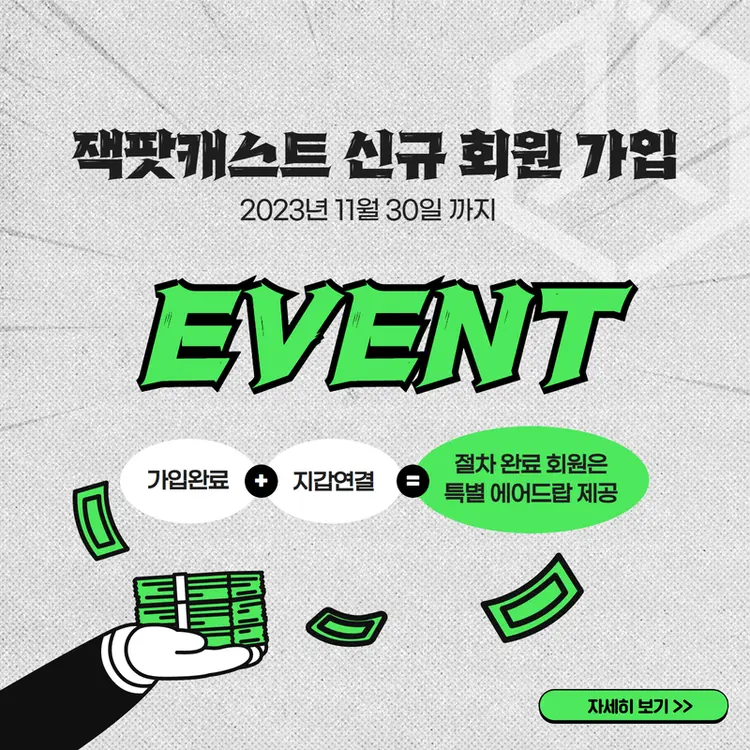 잭팟캐스트 신규 회원 가입
2023년 11월 30일 까지
EVENT
가입완료 + 지갑연결 = 절차 완료 회원은
특별 에어드랍 제공
자세히 보기 >>